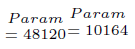 Param Param
= 48120 = 10164